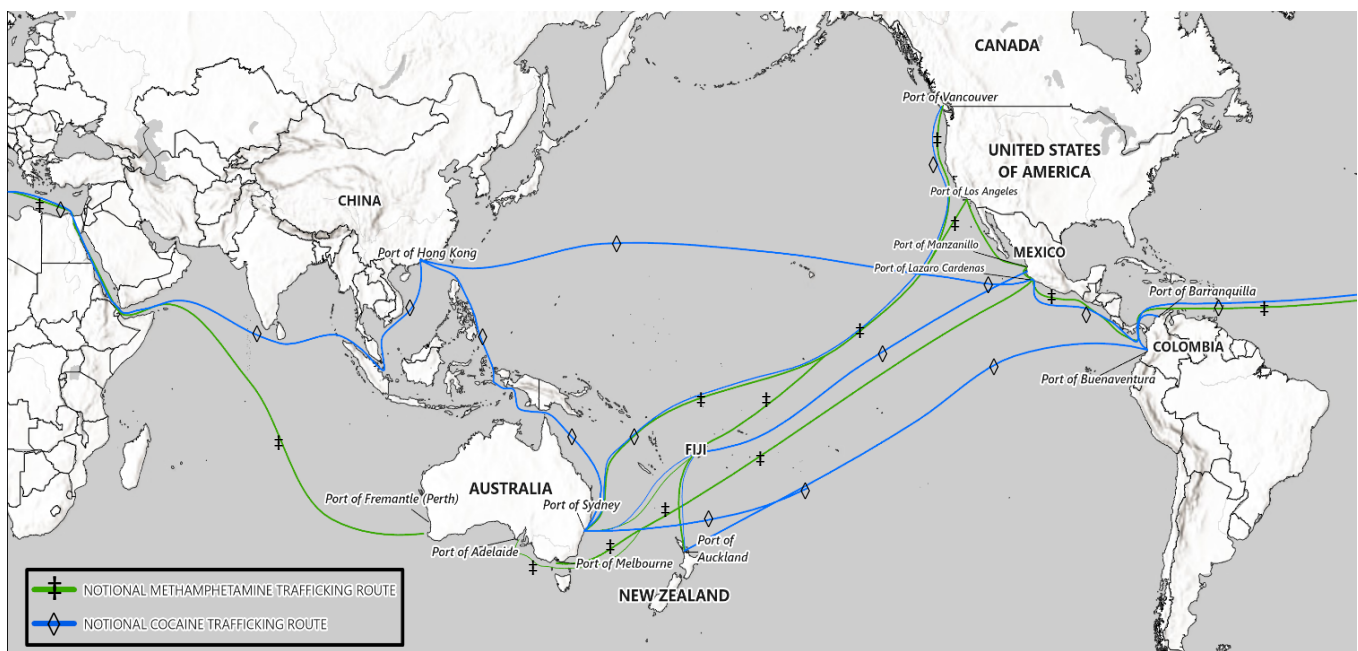 CANADA
Port of Vancouver
UNITED STATES
OF AMERICA
CHINA
Port of Los Angeles
Port of Hong Kong
Port of Manzanillo
MEXICO
Port of Lazaro Cardenas
Port of Barranquilla
COLOMBIA
Port of Buenaventura
FIJI
AUSTRALIA
Port of Fremantle (Perth)
Port of Sydney
Port of Adelaide
Port of
Auckland
Port of Melbourne
NEW ZEALAND
NOTIONAL METHAMPHETAMINE TRAFFICKING ROUTE
NOTIONAL COCAINE TRAFFICKING ROUTE